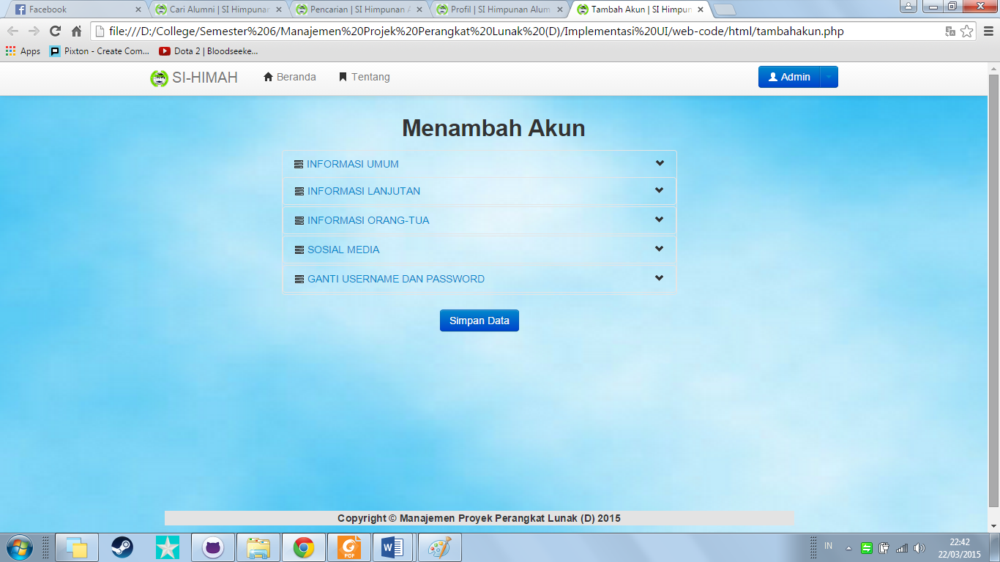 Facebook
Cari Alumni | SI Himpunan
Pencarian | SI Himpunan A
Profil | SI Himpunan Alum
Tambah Akun | SI Himpun
file:///D:/College/Semester%206/Manajemen%20Projek%20Perangkat%20Lunak%20(D)/Implementasi%20UI/web-code/html/tambahakun.php
Apps
Pixton - Create Com...
Dota 2 | Bloodseeke...
SI-HIMAH
Beranda
Tentang
Admin
Menambah Akun
INFORMASI UMUM
INFORMASI LANJUTAN
INFORMASI ORANG-TUA
SOSIAL MEDIA
GANTI USERNAME DAN PASSWORD
Simpan Data
Copyright © Manajemen Proyek Perangkat Lunak (D) 2015
PDF
IN
22:42
22/03/2015